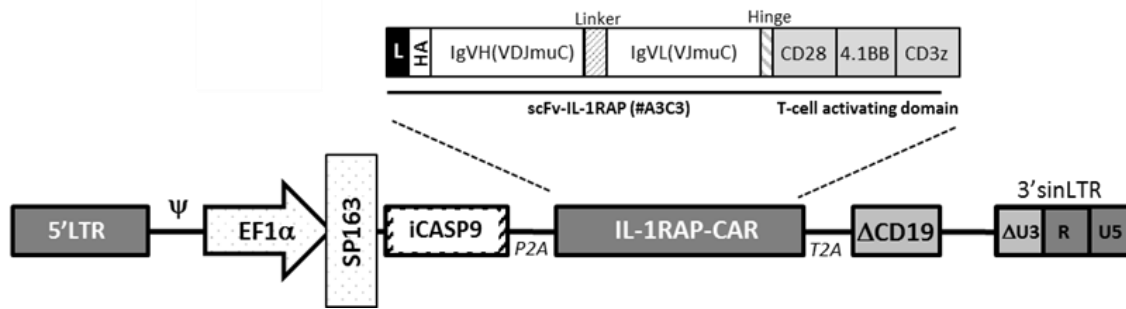 Linker
Hinge
L
HA
IgVH(VDJmuC)
IgVL(VJmuC)
CD28
4.1BB
CD3z
scFv-IL-1RAP (#A3C3)
T-cell activating domain
5'LTR
Ψ
EF1α
SP163
iCASP9
P2A
IL-1RAP-CAR
T2A
ΔCD19
3'sinLTR
ΔU3
R
U5